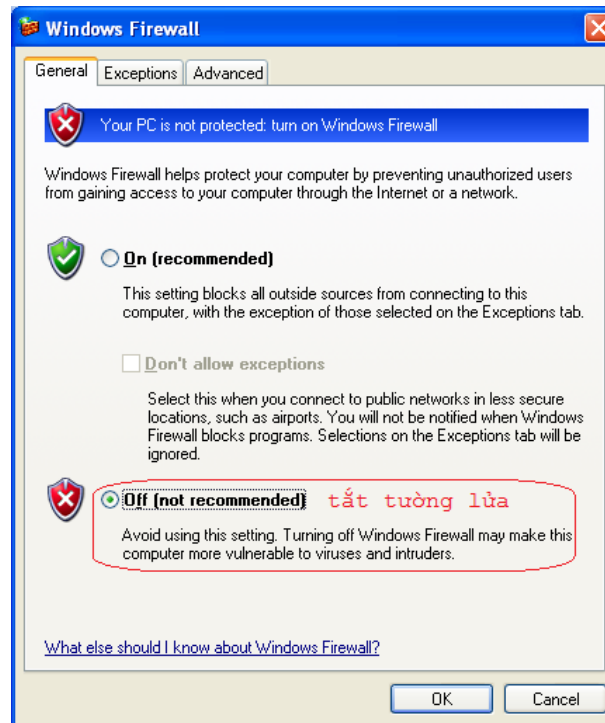 Windows Firewall
General Exceptions Advanced
Your PC is not protected: turn on Windows Firewall
Windows Firewall helps protect your computer by preventing unauthorized users
from gaining access to your computer through the Internet or a network.
On (recommended)
This setting blocks all outside sources from connecting to this
computer, with the exception of those selected on the Exceptions tab.
Don't allow exceptions
Select this when you connect to public networks in less secure
locations, such as airports. You will not be notified when Windows
Firewall blocks programs. Selections on the Exceptions tab will be
ignored.
Off (not recommended) tắt tường lửa
Avoid using this setting. Turning off Windows Firewall may make this
computer more vulnerable to viruses and intruders.
What else should I know about Windows Firewall?
OK Cancel